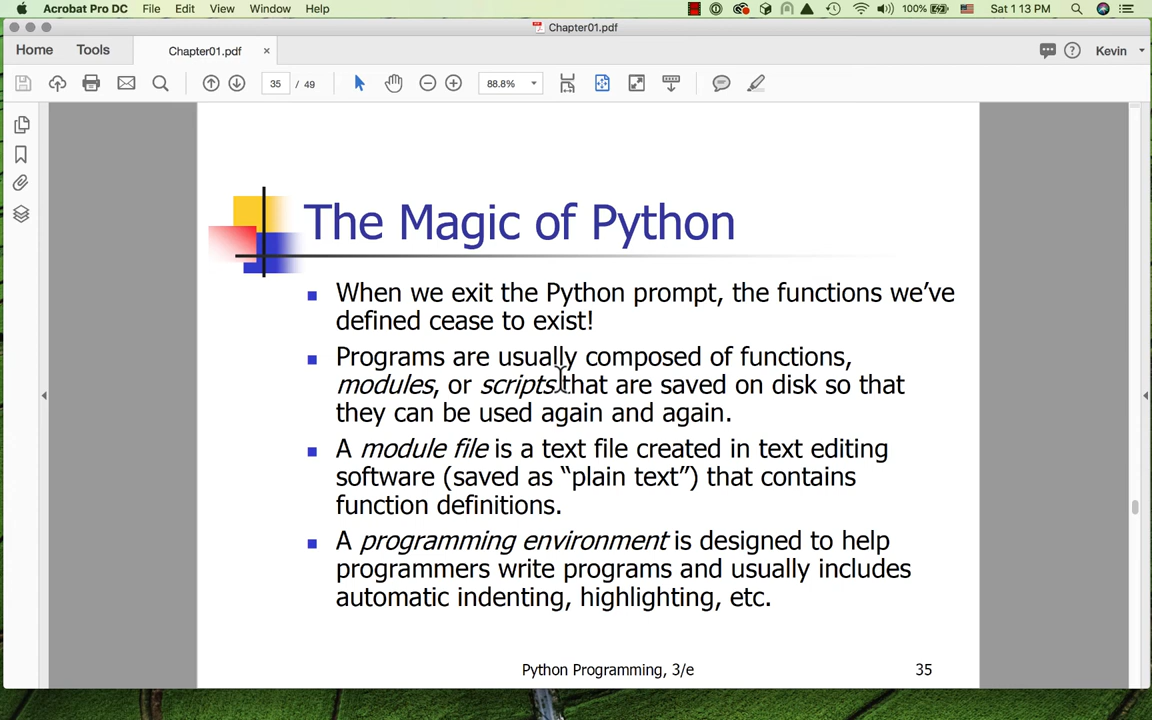 Acrobat Pro DC File Edit View Window Help 100% Sat 1:13 PM
Chapter01.pdf
Home Tools Chapter01.pdf × Kevin
35 / 49 88.8%
The Magic of Python
When we exit the Python prompt, the functions we’ve
defined cease to exist!
Programs are usually composed of functions,
modules, or scripts that are saved on disk so that
they can be used again and again.
A module file is a text file created in text editing
software (saved as “plain text”) that contains
function definitions.
A programming environment is designed to help
programmers write programs and usually includes
automatic indenting, highlighting, etc.
Python Programming, 3/e 35